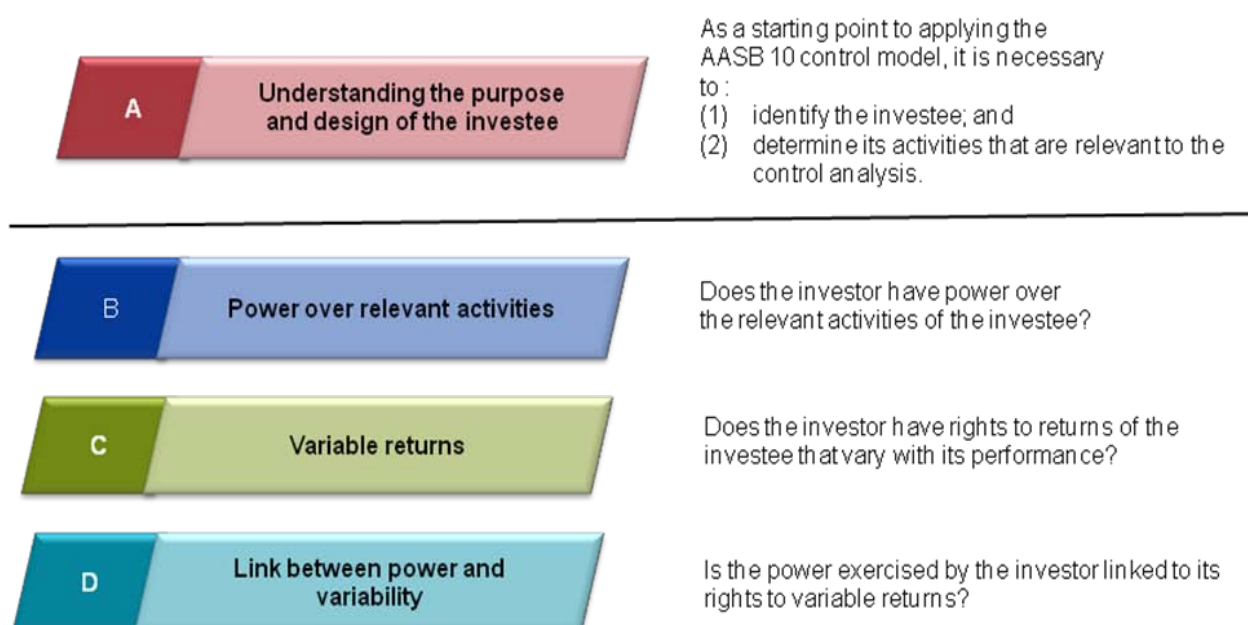 A
Understanding the purpose
and design of the investee
As a starting point to applying the
AASB 10 control model, it is necessary
to :
(1) identify the investee; and
(2) determine its activities that are relevant to the
control analysis.
B
Power over relevant activities
Does the investor have power over
the relevant activities of the investee?
C
Variable returns
Does the investor have rights to returns of the
investee that vary with its performance?
D
Link between power and
variability
Is the power exercised by the investor linked to its
rights to variable returns?